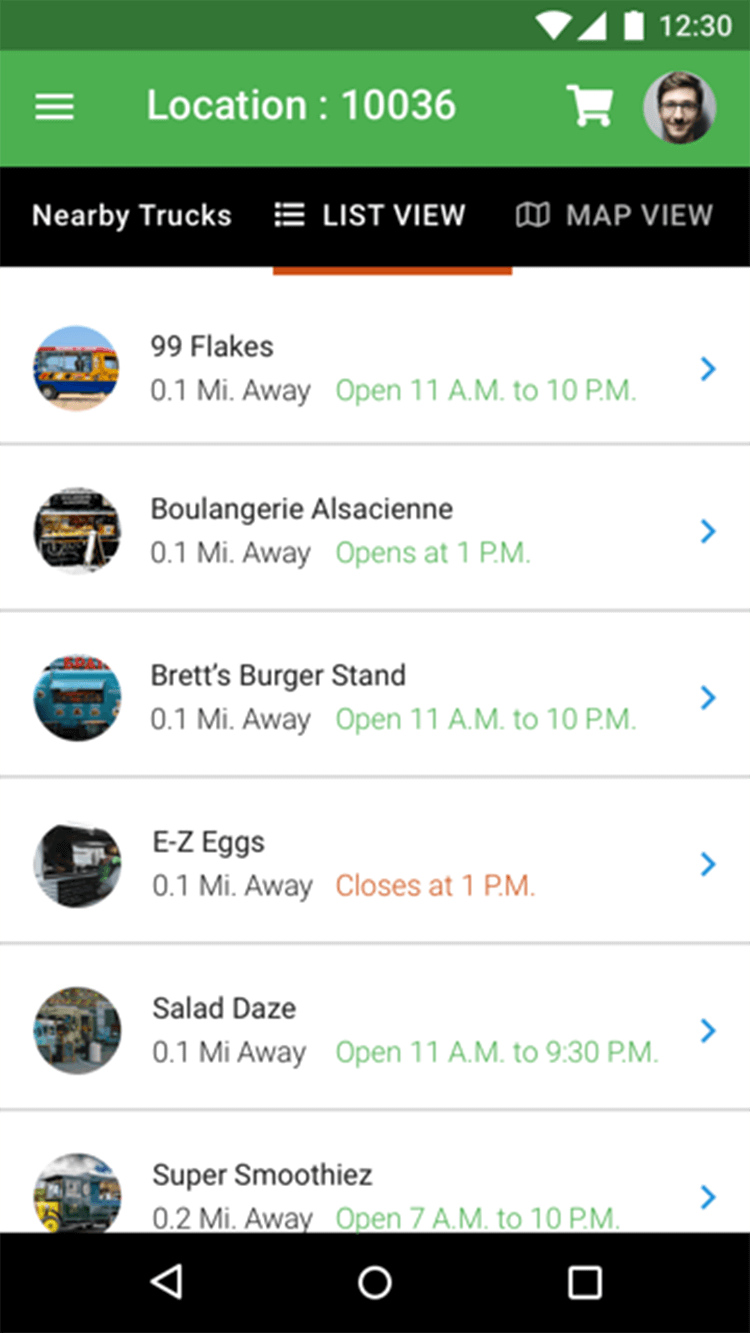 12:30
Location : 10036
Nearby Trucks LIST VIEW MAP VIEW
99 Flakes
0.1 Mi. Away Open 11 A.M. to 10 P.M.
Boulangerie Alsacienne
0.1 Mi. Away Opens at 1 P.M.
Brett’s Burger Stand
0.1 Mi. Away Open 11 A.M. to 10 P.M.
E-Z Eggs
0.1 Mi. Away Closes at 1 P.M.
Salad Daze
0.1 Mi Away Open 11 A.M. to 9:30 P.M.
Super Smoothiez
0.2 Mi. Away Open 7 A.M. to 10 P.M.